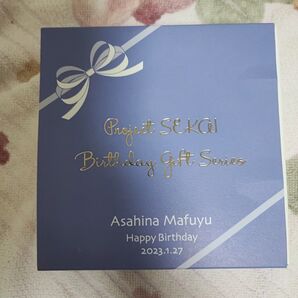 Project SEKAI
Birthday Gift Series
Asahina Mafuyu
Happy Birthday
2023.1.27